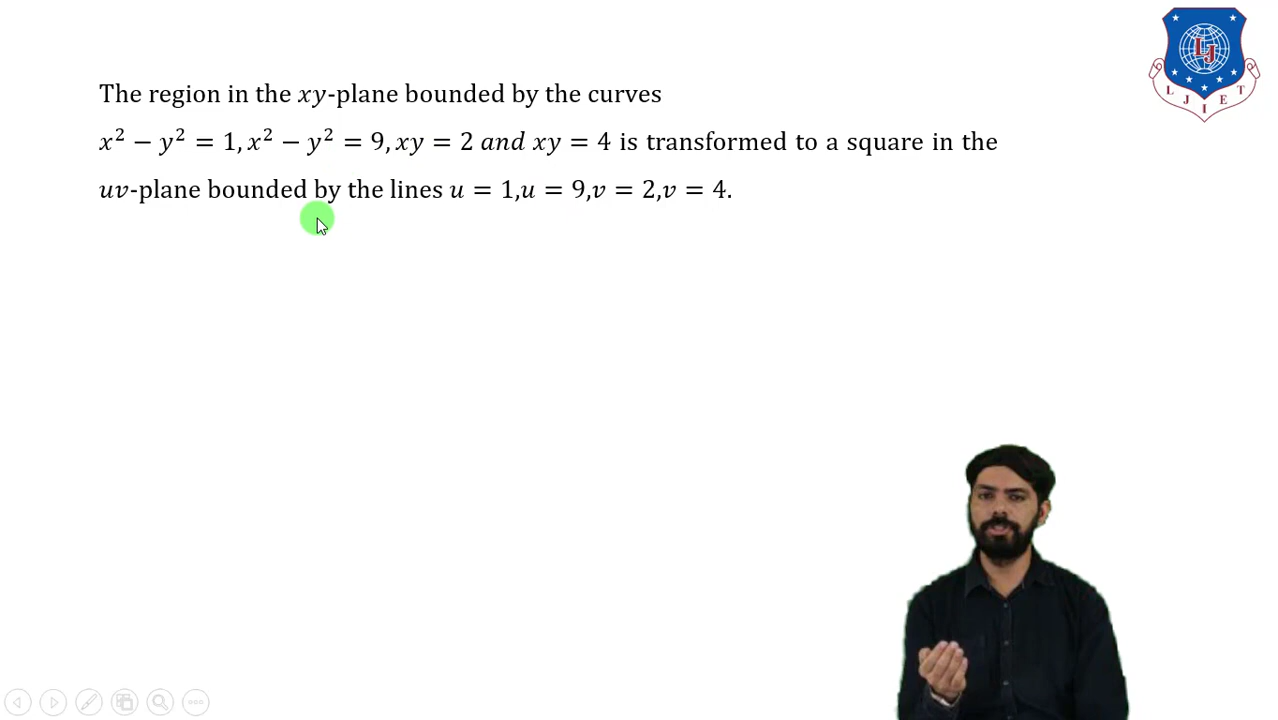 The region in the xy-plane bounded by the curves
x² − y² = 1, x² − y² = 9, xy = 2 and xy = 4 is transformed to a square in the
uv-plane bounded by the lines u = 1,u = 9,v = 2,v = 4.
LJ
L J I E T